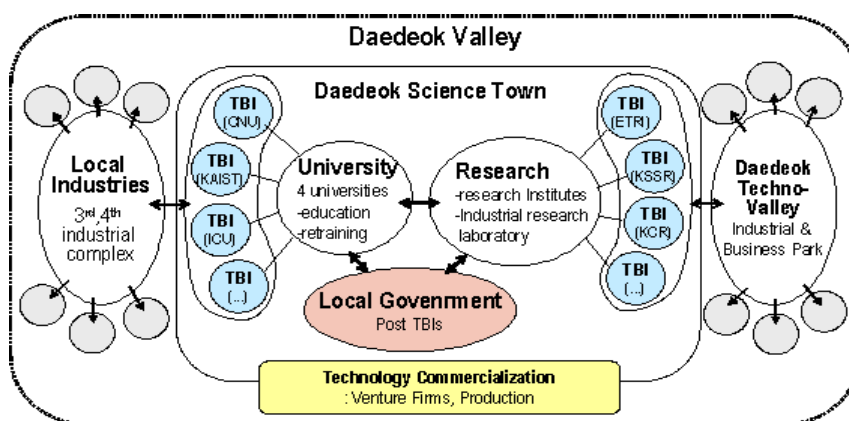 Daedeok Valley
Daedeok Science Town
Local
Industries
3rd,4th
industrial
complex
TBI
(CNU)
TBI
(KAIST)
TBI
(ICU)
TBI
(...)
University
4 universities
-education
-retraining
Research
-research Institutes
-Industrial research
laboratory
TBI
(ETRI)
TBI
(KSSR)
TBI
(KCR)
TBI
(...)
Daedeok
Techno-
Valley
Industrial &
Business Park
Local Govenment
Post TBIs
Technology Commercialization
: Venture Firms, Production